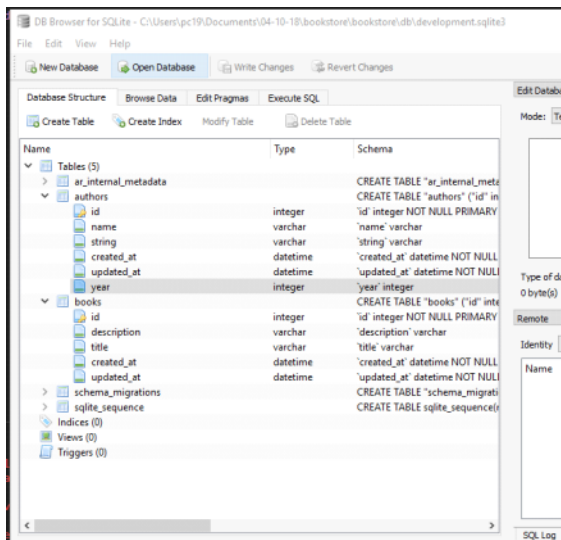 DB Browser for SQLite - C:\Users\pc19\Documents\04-10-18\bookstore\bookstore\db\development.sqlite3
File Edit View Help
New Database Open Database Write Changes Revert Changes
Database Structure Browse Data Edit Pragmas Execute SQL
Edit Databa
Create Table Create Index Modify Table Delete Table
Mode: Te
Name Type Schema
Tables (5)
ar_internal_metadata CREATE TABLE "ar_internal_meta
authors CREATE TABLE "authors" ("id" in
id integer `id` integer NOT NULL PRIMARY
name varchar `name` varchar
string varchar `string` varchar
created_at datetime `created_at` datetime NOT NULL
updated_at datetime `updated_at` datetime NOT NUL
year integer `year` integer
Type of da
0 byte(s)
books CREATE TABLE "books" ("id" inte
id integer `id` integer NOT NULL PRIMARY
Remote
description varchar `description` varchar
title varchar `title` varchar
Identity
created_at datetime `created_at` datetime NOT NULL
updated_at datetime `updated_at` datetime NOT NUL
Name
schema_migrations CREATE TABLE "schema_migrati
sqlite_sequence CREATE TABLE sqlite_sequence(
Indices (0)
Views (0)
Triggers (0)
SQL Log